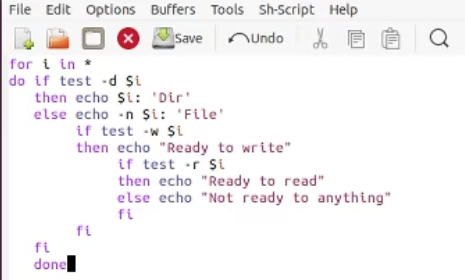 File Edit Options Buffers Tools Sh-Script Help
Save Undo
for i in *
do if test -d $i
   then echo $i: 'Dir'
   else echo -n $i: 'File'
        if test -w $i
        then echo "Ready to write"
             if test -r $i
             then echo "Ready to read"
             else echo "Not ready to anything"
             fi
        fi
   fi
   done